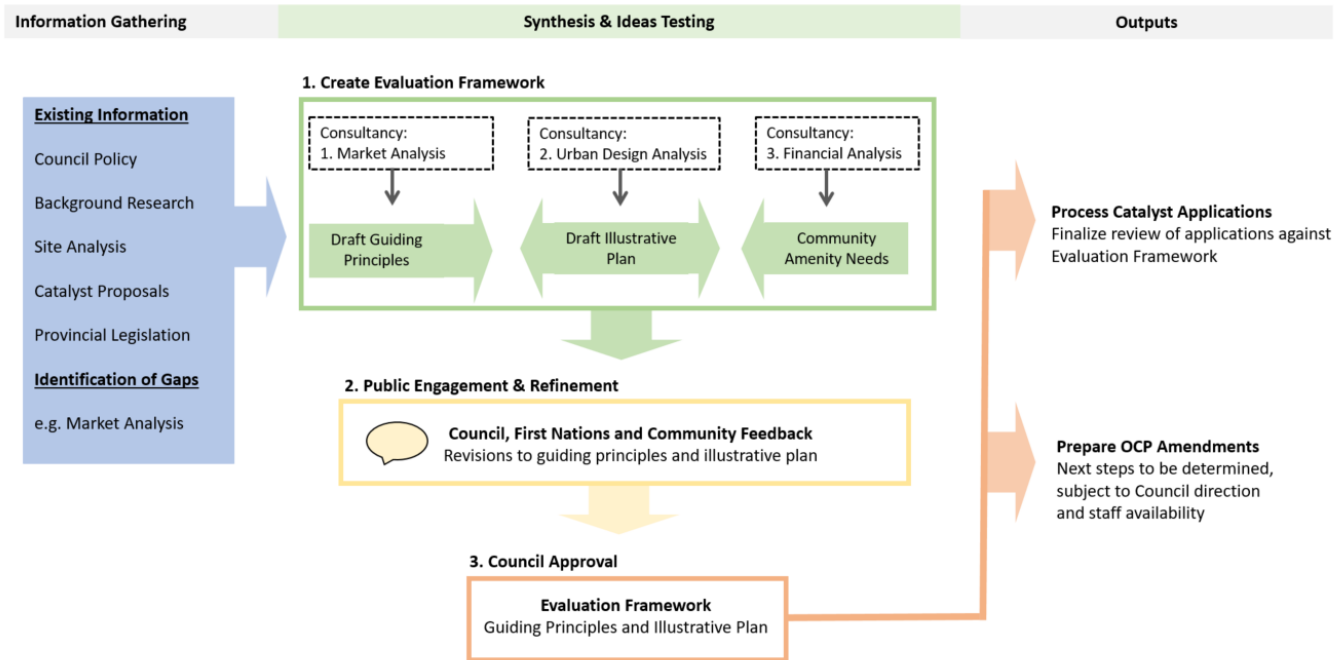 Information Gathering
Synthesis & Ideas Testing
Outputs
Existing Information
Council Policy
Background Research
Site Analysis
Catalyst Proposals
Provincial Legislation
Identification of Gaps
e.g. Market Analysis
1. Create Evaluation Framework
Consultancy:
1. Market Analysis
Consultancy:
2. Urban Design Analysis
Consultancy:
3. Financial Analysis
Draft Guiding
Principles
Draft Illustrative
Plan
Community
Amenity Needs
2. Public Engagement & Refinement
Council, First Nations and Community Feedback
Revisions to guiding principles and illustrative plan
3. Council Approval
Evaluation Framework
Guiding Principles and Illustrative Plan
Process Catalyst Applications
Finalize review of applications against
Evaluation Framework
Prepare OCP Amendments
Next steps to be determined,
subject to Council direction
and staff availability